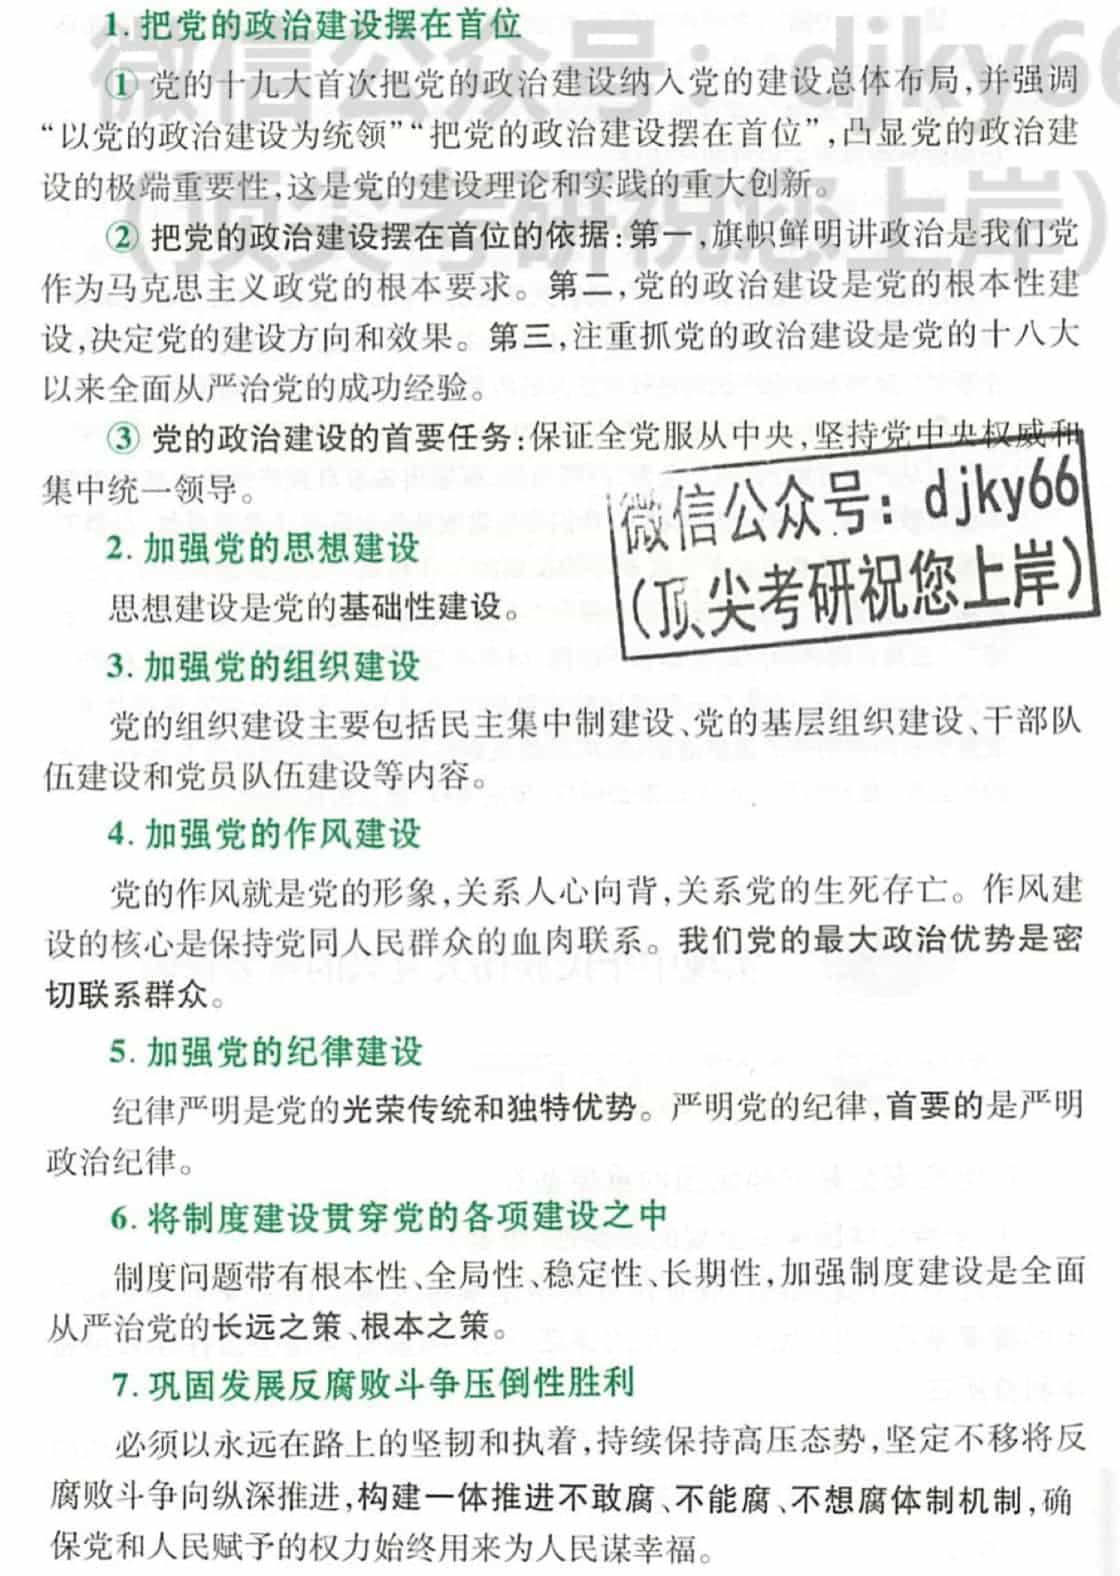 1. 把党的政治建设摆在首位
① 党的十九大首次把党的政治建设纳入党的建设总体布局,并强调
“以党的政治建设为统领”“把党的政治建设摆在首位”,凸显党的政治建
设的极端重要性,这是党的建设理论和实践的重大创新。
② 把党的政治建设摆在首位的依据:第一,旗帜鲜明讲政治是我们党
作为马克思主义政党的根本要求。第二,党的政治建设是党的根本性建
设,决定党的建设方向和效果。第三,注重抓党的政治建设是党的十八大
以来全面从严治党的成功经验。
③ 党的政治建设的首要任务:保证全党服从中央,坚持党中央权威和
集中统一领导。
2. 加强党的思想建设
思想建设是党的基础性建设。
3. 加强党的组织建设
党的组织建设主要包括民主集中制建设、党的基层组织建设、干部队
伍建设和党员队伍建设等内容。
4. 加强党的作风建设
党的作风就是党的形象,关系人心向背,关系党的生死存亡。作风建
设的核心是保持党同人民群众的血肉联系。我们党的最大政治优势是密
切联系群众。
5. 加强党的纪律建设
纪律严明是党的光荣传统和独特优势。严明党的纪律,首要的是严明
政治纪律。
6. 将制度建设贯穿党的各项建设之中
制度问题带有根本性、全局性、稳定性、长期性,加强制度建设是全面
从严治党的长远之策、根本之策。
7. 巩固发展反腐败斗争压倒性胜利
必须以永远在路上的坚韧和执着,持续保持高压态势,坚定不移将反
腐败斗争向纵深推进,构建一体推进不敢腐、不能腐、不想腐体制机制,确
保党和人民赋予的权力始终用来为人民谋幸福。
微信公众号: djky66
(顶尖考研祝您上岸)
微信公众号: djky66
(顶尖考研祝您上岸)